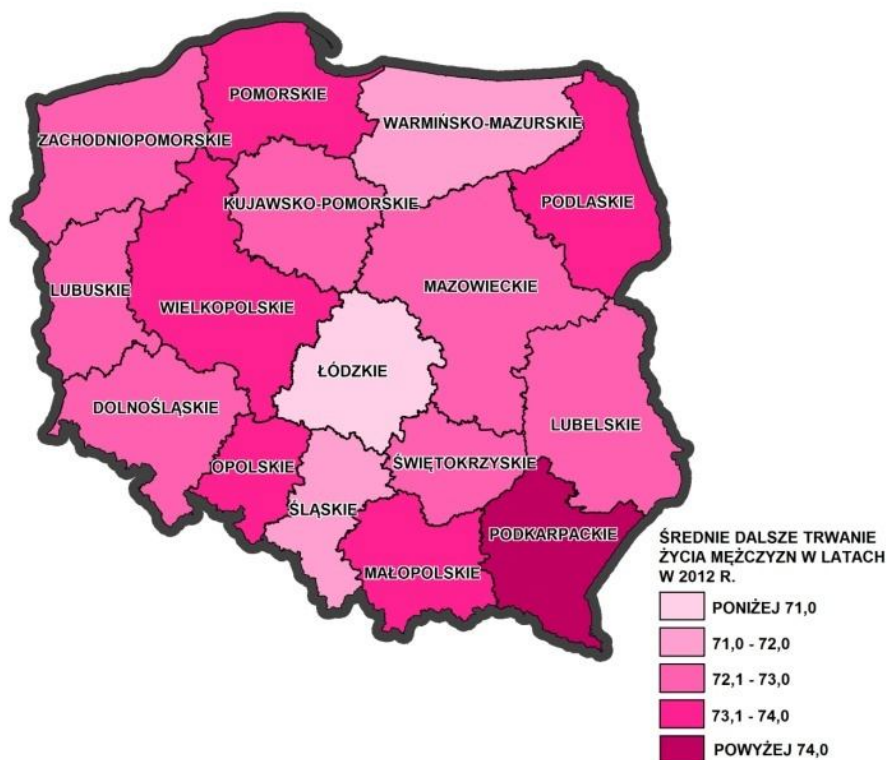 POMORSKIE
WARMIŃSKO-MAZURSKIE
ZACHODNIOPOMORSKIE
KUJAWSKO-POMORSKIE
PODLASKIE
LUBUSKIE
MAZOWIECKIE
WIELKOPOLSKIE
ŁÓDZKIE
DOLNOŚLĄSKIE
LUBELSKIE
OPOLSKIE
ŚWIĘTOKRZYSKIE
ŚLĄSKIE
PODKARPACKIE
MAŁOPOLSKIE
ŚREDNIE DALSZE TRWANIE
ŻYCIA MĘŻCZYZN W LATACH
W 2012 R.
PONIŻEJ 71,0
71,0 - 72,0
72,1 - 73,0
73,1 - 74,0
POWYŻEJ 74,0